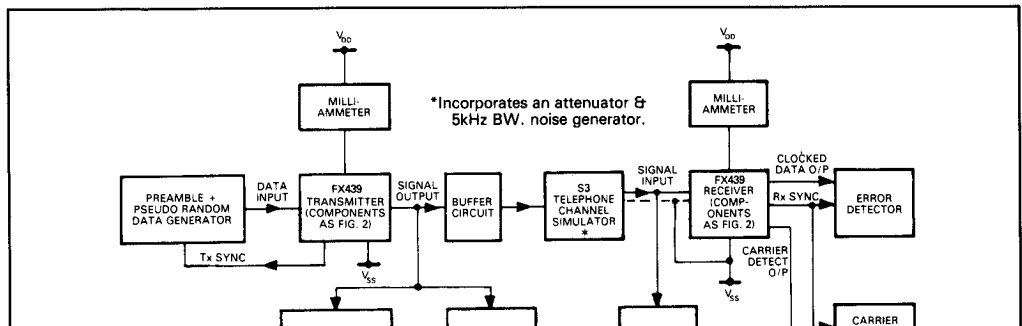 V_DD
V_DD
MILLI-
AMMETER
*Incorporates an attenuator &
5kHz BW. noise generator.
MILLI-
AMMETER
PREAMBLE +
PSEUDO RANDOM
DATA GENERATOR
DATA
INPUT
FX439
TRANSMITTER
(COMPONENTS
AS FIG. 2)
SIGNAL
OUTPUT
BUFFER
CIRCUIT
S3
TELEPHONE
CHANNEL
SIMULATOR
*
SIGNAL
INPUT
FX439
RECEIVER
(COMP-
ONENTS
AS FIG. 2)
CLOCKED
DATA O/P
Rx SYNC
ERROR
DETECTOR
Tx SYNC
V_SS
CARRIER
DETECT
O/P
V_SS
CARRIER